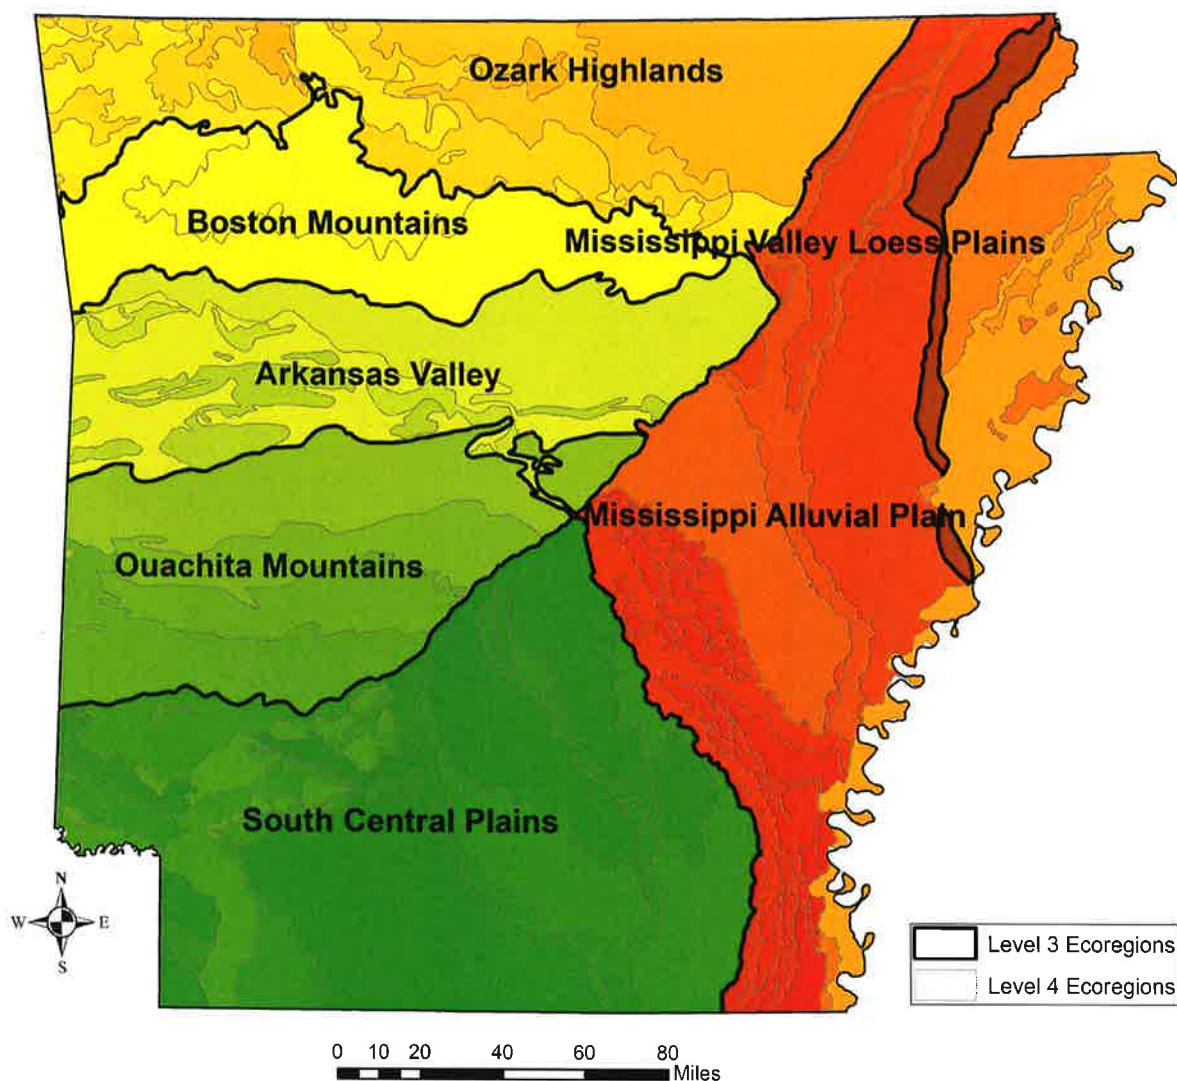 Ozark Highlands
Boston Mountains
Mississippi Valley Loess Plains
Arkansas Valley
Mississippi Alluvial Plain
Ouachita Mountains
South Central Plains
N
W
E
S
Level 3 Ecoregions
Level 4 Ecoregions
0 10 20 40 60 80
Miles